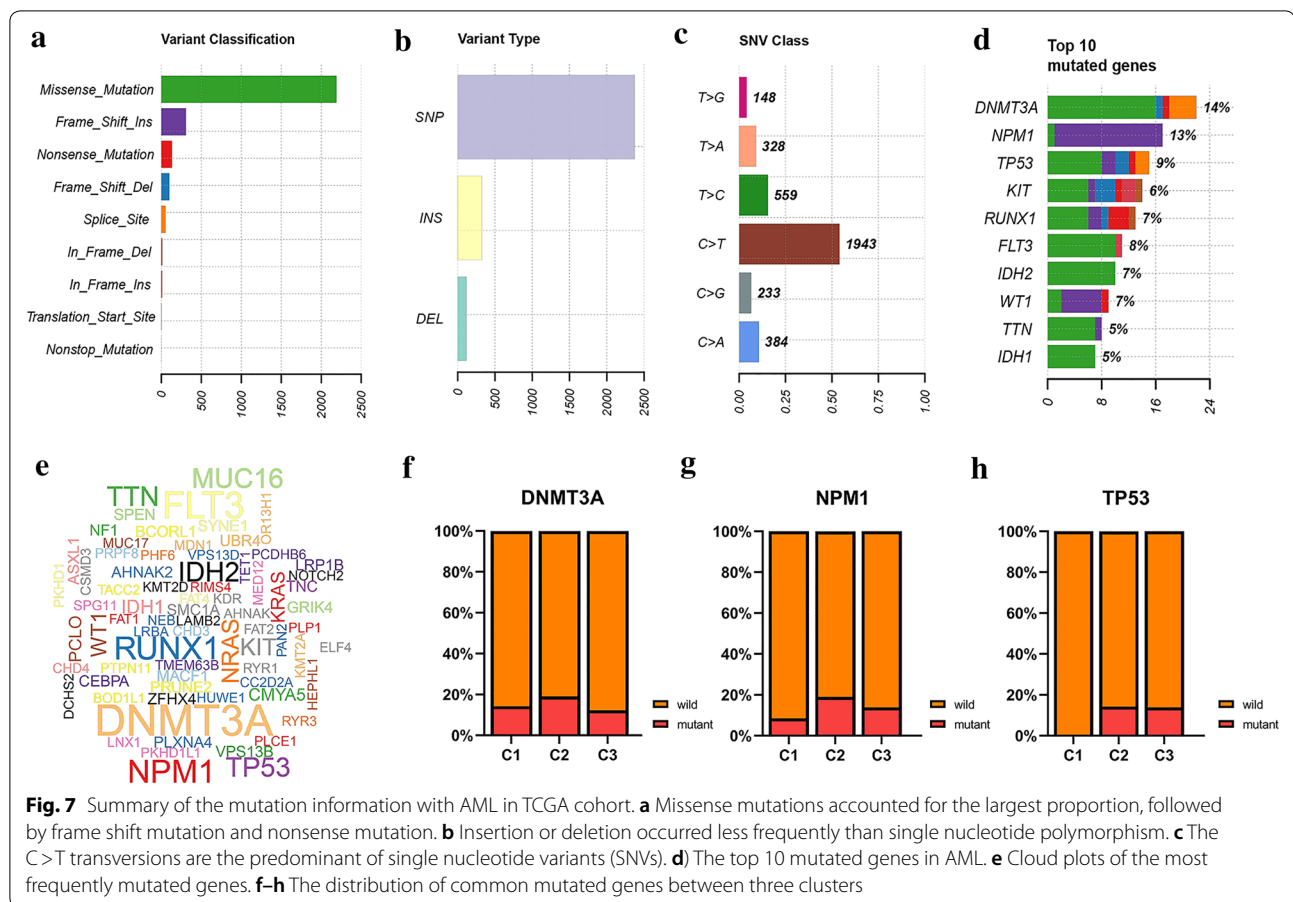 a
Variant Classification
Missense_Mutation
Frame_Shift_Ins
Nonsense_Mutation
Frame_Shift_Del
Splice_Site
In_Frame_Del
In_Frame_Ins
Translation_Start_Site
Nonstop_Mutation
0 500 1000 1500 2000 2500
b
Variant Type
SNP
INS
DEL
0 500 1000 1500 2000 2500
c
SNV Class
T>G 148
T>A 328
T>C 559
C>T 1943
C>G 233
C>A 384
0.00 0.25 0.50 0.75 1.00
d
Top 10
mutated genes
DNMT3A 14%
NPM1 13%
TP53 9%
KIT 6%
RUNX1 7%
FLT3 8%
IDH2 7%
WT1 7%
TTN 5%
IDH1 5%
0 8 16 24
e
MUC16
TTN FLT3
SPEN
OR13H1
NF1 BCORL1 SYNE1
MUC17 MDN1 UBR4
ASXL1 CSMD3 PRPF8 PHF6 VPS13D TET1 PCDHB6
PKHD1 AHNAK2 IDH2 MED12 LRP1B
NOTCH2
TACC2 KMT2D RIMS4 KRAS TNC
FAT4 KDR
SPG11 IDH1 SMC1A AHNAK GRIK4
PCLO WT1 FAT1 NEB LAMB2 FAT2 PAN2 PLP1
LRBA CHD3
RUNX1 NRAS KIT ELF4
CHD4 PTPN11 TMEM63B RYR1 KMT2A
DCHS2 CEBPA MACF1 CC2D2A HEPHL1
PRUNE2
BOD1L1 ZFHX4 HUWE1 CMYA5
DNMT3A RYR3
LNX1 PLXNA4 PLCE1
PKHD1L1 VPS13B
NPM1 TP53
f
DNMT3A
100%
80%
60%
40%
20%
0%
C1 C2 C3
wild
mutant
g
NPM1
100%
80%
60%
40%
20%
0%
C1 C2 C3
wild
mutant
h
TP53
100%
80%
60%
40%
20%
0%
C1 C2 C3
wild
mutant
Fig. 7 Summary of the mutation information with AML in TCGA cohort. a Missense mutations accounted for the largest proportion, followed
by frame shift mutation and nonsense mutation. b Insertion or deletion occurred less frequently than single nucleotide polymorphism. c The
C > T transversions are the predominant of single nucleotide variants (SNVs). d) The top 10 mutated genes in AML. e Cloud plots of the most
frequently mutated genes. f–h The distribution of common mutated genes between three clusters